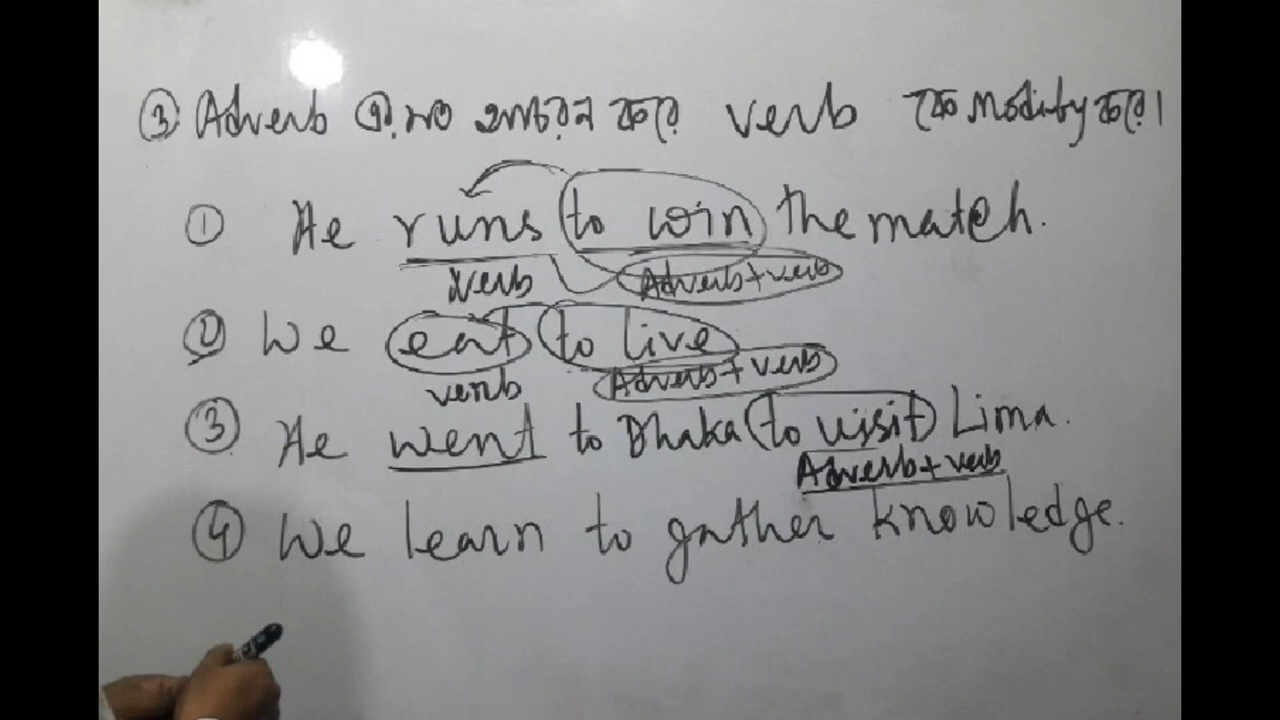 ③ Adverb এর মত আচরন করে verb কে modify করে।
① He runs to win the match.
verb Adverb+verb
② We eat to live
verb Adverb+verb
③ He went to Dhaka to visit Lima.
Adverb+verb
④ We learn to gather knowledge.